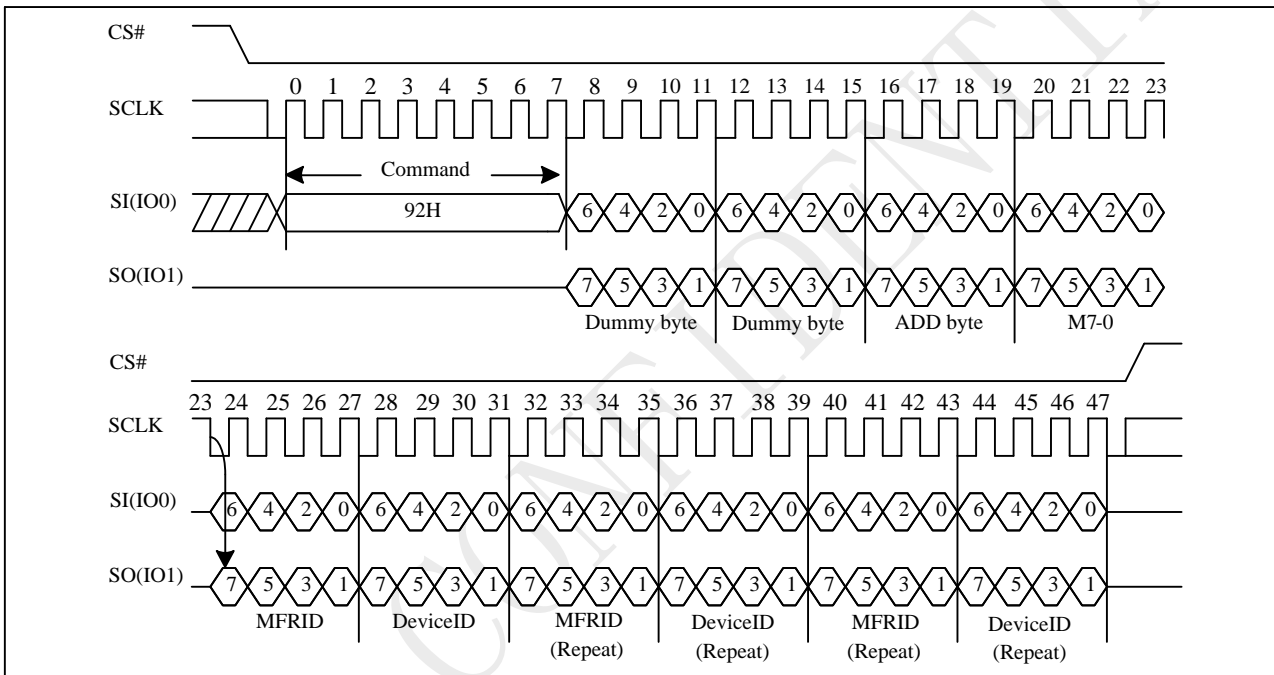 CS#
0 1 2 3 4 5 6 7 8 9 10 11 12 13 14 15 16 17 18 19 20 21 22 23
SCLK
Command
SI(IO0) 92H 6 4 2 0 6 4 2 0 6 4 2 0 6 4 2 0
SO(IO1) 7 5 3 1 7 5 3 1 7 5 3 1 7 5 3 1
Dummy byte Dummy byte ADD byte M7-0
CS#
23 24 25 26 27 28 29 30 31 32 33 34 35 36 37 38 39 40 41 42 43 44 45 46 47
SCLK
SI(IO0) 6 4 2 0 6 4 2 0 6 4 2 0 6 4 2 0 6 4 2 0 6 4 2 0
SO(IO1) 7 5 3 1 7 5 3 1 7 5 3 1 7 5 3 1 7 5 3 1 7 5 3 1
MFRID DeviceID MFRID DeviceID MFRID DeviceID
(Repeat) (Repeat) (Repeat) (Repeat)
CONFIDENTI